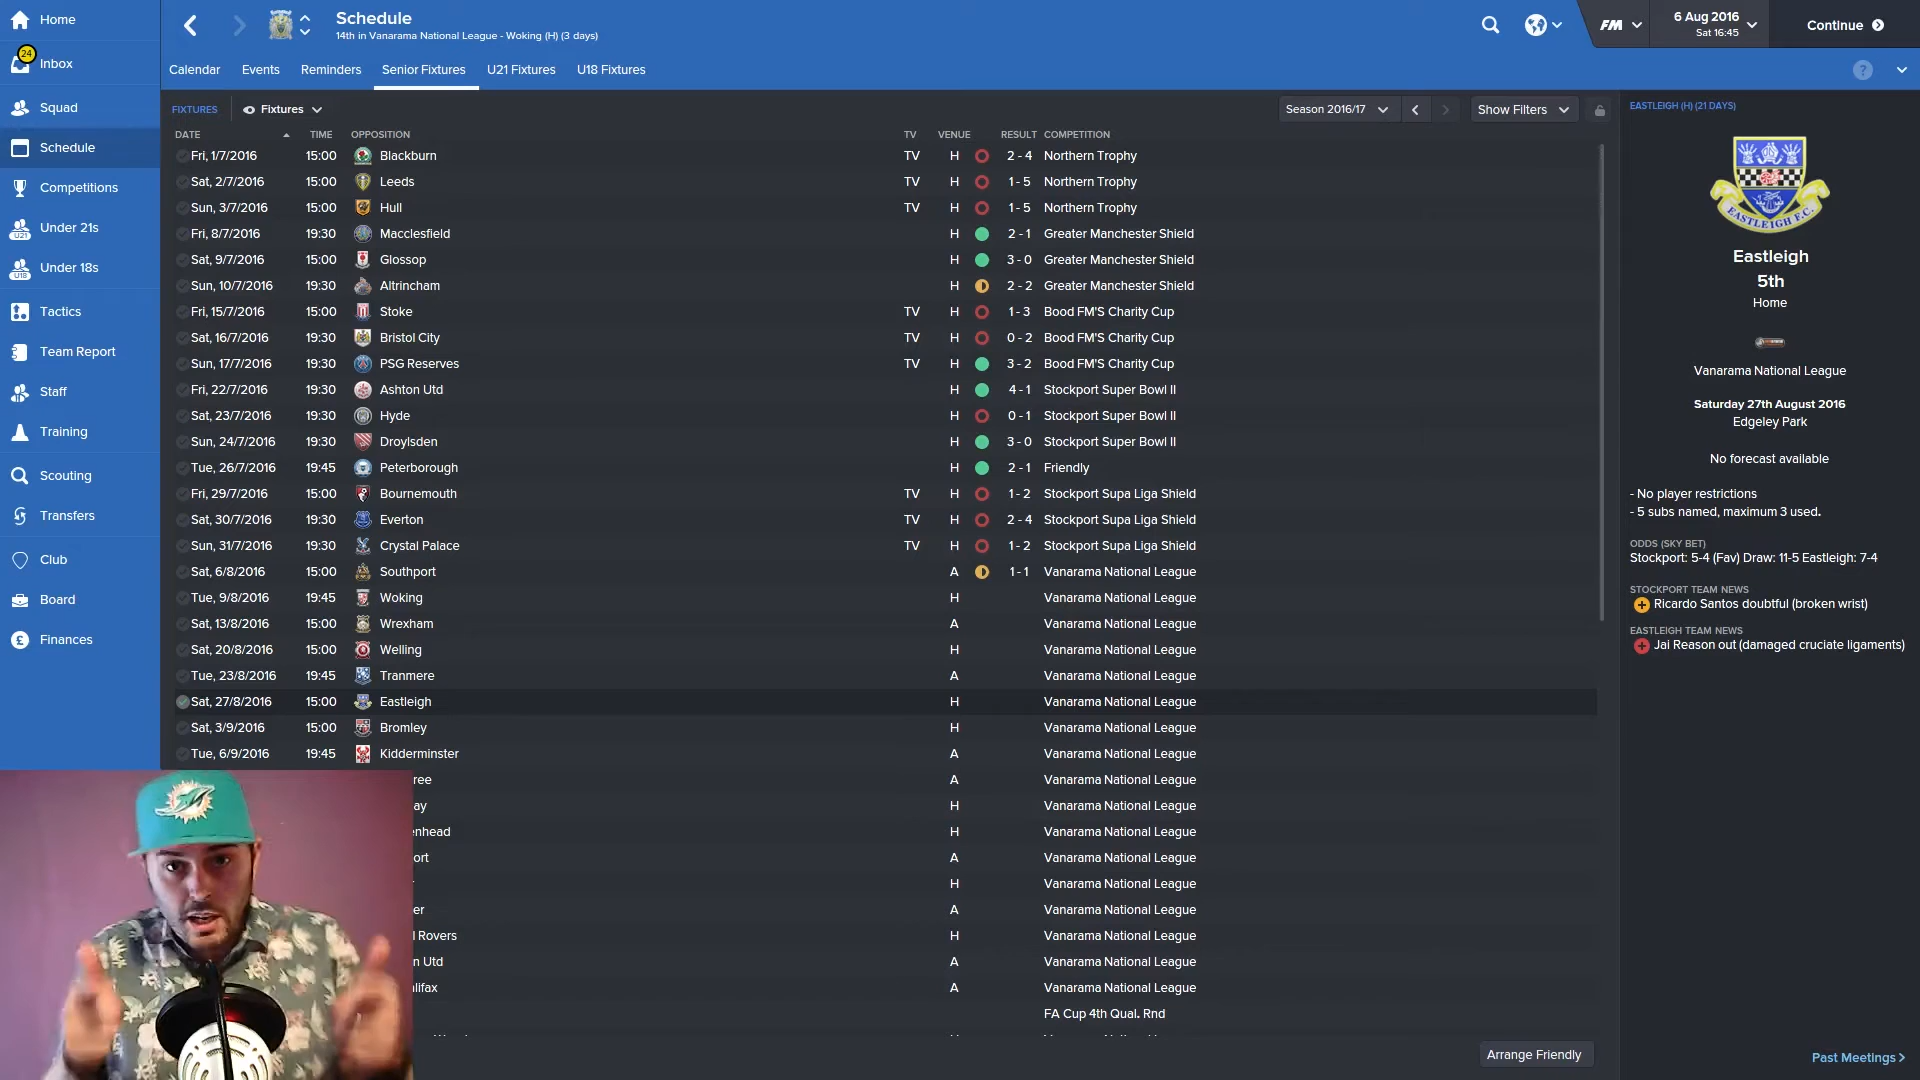 Home
24
Inbox
Squad
Schedule
Competitions
U21
Under 21s
U18
Under 18s
Tactics
Team Report
Staff
Training
Scouting
Transfers
Club
Board
£
Finances
Schedule
14th in Vanarama National League - Woking (H) (3 days)
FM
6 Aug 2016
Sat 16:45
Continue
Calendar Events Reminders Senior Fixtures U21 Fixtures U18 Fixtures
?
FIXTURES Fixtures Season 2016/17 Show Filters
DATE TIME OPPOSITION TV VENUE RESULT COMPETITION
Fri, 1/7/2016 15:00 Blackburn TV H 2 - 4 Northern Trophy
Sat, 2/7/2016 15:00 Leeds TV H 1 - 5 Northern Trophy
Sun, 3/7/2016 15:00 Hull TV H 1 - 5 Northern Trophy
Fri, 8/7/2016 19:30 Macclesfield H 2 - 1 Greater Manchester Shield
Sat, 9/7/2016 15:00 Glossop H 3 - 0 Greater Manchester Shield
Sun, 10/7/2016 19:30 Altrincham H 2 - 2 Greater Manchester Shield
Fri, 15/7/2016 15:00 Stoke TV H 1 - 3 Bood FM'S Charity Cup
Sat, 16/7/2016 19:30 Bristol City TV H 0 - 2 Bood FM'S Charity Cup
Sun, 17/7/2016 19:30 PSG Reserves TV H 3 - 2 Bood FM'S Charity Cup
Fri, 22/7/2016 19:30 Ashton Utd H 4 - 1 Stockport Super Bowl II
Sat, 23/7/2016 19:30 Hyde H 0 - 1 Stockport Super Bowl II
Sun, 24/7/2016 19:30 Droylsden H 3 - 0 Stockport Super Bowl II
Tue, 26/7/2016 19:45 Peterborough H 2 - 1 Friendly
Fri, 29/7/2016 15:00 Bournemouth TV H 1 - 2 Stockport Supa Liga Shield
Sat, 30/7/2016 19:30 Everton TV H 2 - 4 Stockport Supa Liga Shield
Sun, 31/7/2016 19:30 Crystal Palace TV H 1 - 2 Stockport Supa Liga Shield
Sat, 6/8/2016 15:00 Southport A 1 - 1 Vanarama National League
Tue, 9/8/2016 19:45 Woking H Vanarama National League
Sat, 13/8/2016 15:00 Wrexham A Vanarama National League
Sat, 20/8/2016 15:00 Welling H Vanarama National League
Tue, 23/8/2016 19:45 Tranmere A Vanarama National League
Sat, 27/8/2016 15:00 Eastleigh H Vanarama National League
Sat, 3/9/2016 15:00 Bromley H Vanarama National League
Tue, 6/9/2016 19:45 Kidderminster A Vanarama National League
ree A Vanarama National League
ay H Vanarama National League
enhead H Vanarama National League
ort A Vanarama National League
H Vanarama National League
er A Vanarama National League
l Rovers H Vanarama National League
n Utd A Vanarama National League
alifax A Vanarama National League
FA Cup 4th Qual. Rnd
Arrange Friendly
EASTLEIGH (H) (21 DAYS)
EASTLEIGH F.C.
Eastleigh
5th
Home
Vanarama National League
Saturday 27th August 2016
Edgeley Park
No forecast available
- No player restrictions
- 5 subs named, maximum 3 used.
ODDS (SKY BET)
Stockport: 5-4 (Fav) Draw: 11-5 Eastleigh: 7-4
STOCKPORT TEAM NEWS
Ricardo Santos doubtful (broken wrist)
EASTLEIGH TEAM NEWS
Jai Reason out (damaged cruciate ligaments)
Past Meetings >